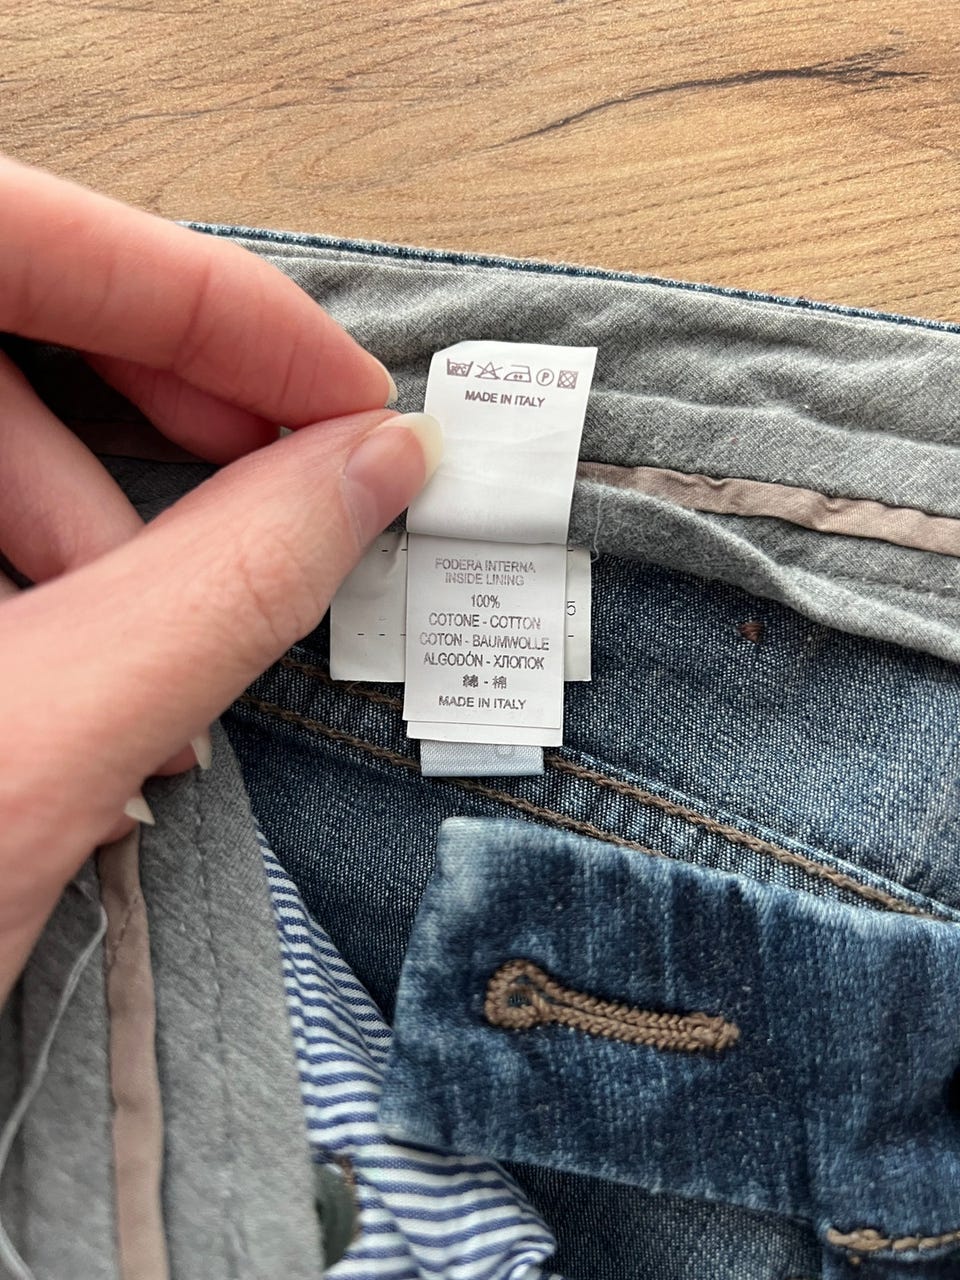 P
MADE IN ITALY
FODERA INTERNA
INSIDE LINING
100%
COTONE - COTTON
COTON - BAUMWOLLE
ALGODÓN - ХЛОПОК
綿 - 棉
MADE IN ITALY
5